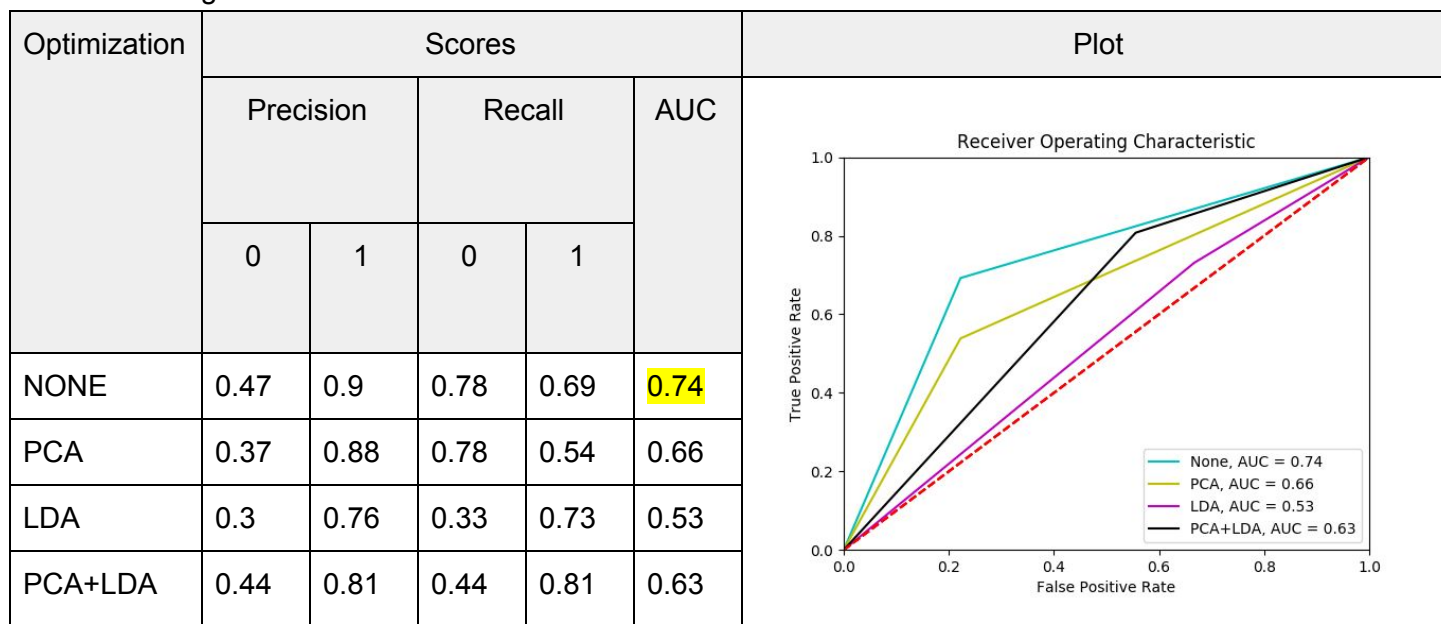 Optimization Scores Plot
Precision Recall AUC
0 1 0 1
NONE 0.47 0.9 0.78 0.69 0.74
PCA 0.37 0.88 0.78 0.54 0.66
LDA 0.3 0.76 0.33 0.73 0.53
PCA+LDA 0.44 0.81 0.44 0.81 0.63
Receiver Operating Characteristic
1.0
0.8
0.6
0.4
0.2
0.0
True Positive Rate
None, AUC = 0.74
PCA, AUC = 0.66
LDA, AUC = 0.53
PCA+LDA, AUC = 0.63
0.0 0.2 0.4 0.6 0.8 1.0
False Positive Rate